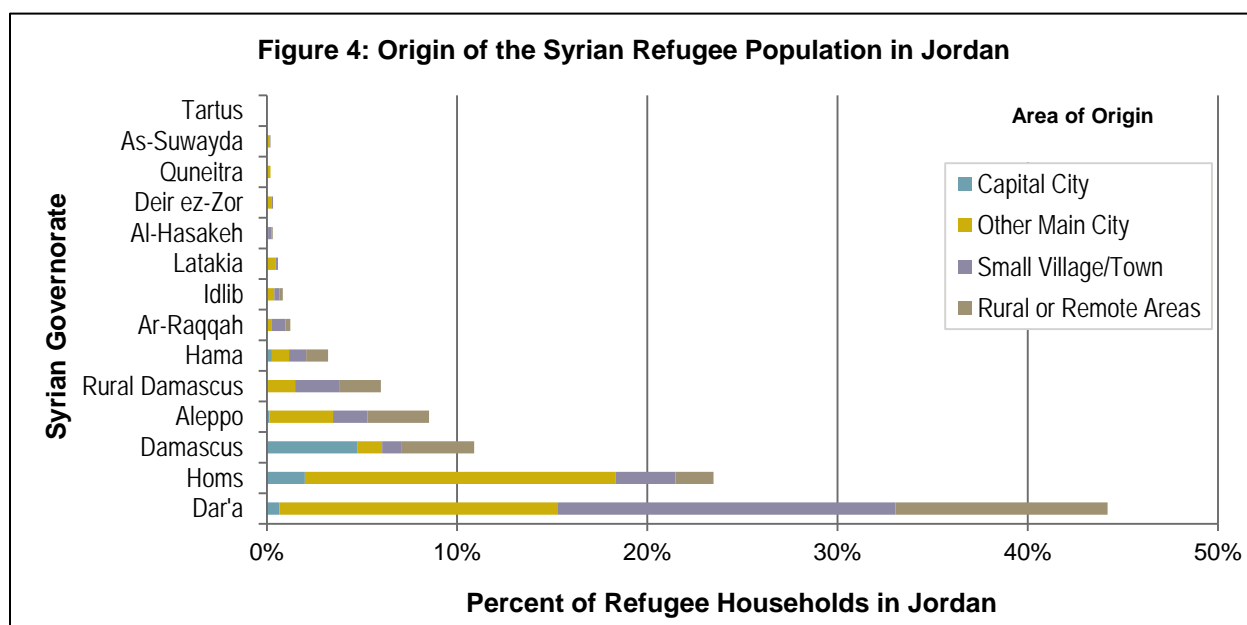 Figure 4: Origin of the Syrian Refugee Population in Jordan
Tartus
As-Suwayda
Quneitra
Deir ez-Zor
Al-Hasakeh
Latakia
Idlib
Ar-Raqqah
Hama
Rural Damascus
Aleppo
Damascus
Homs
Dar'a
Syrian Governorate
Area of Origin
Capital City
Other Main City
Small Village/Town
Rural or Remote Areas
0% 10% 20% 30% 40% 50%
Percent of Refugee Households in Jordan